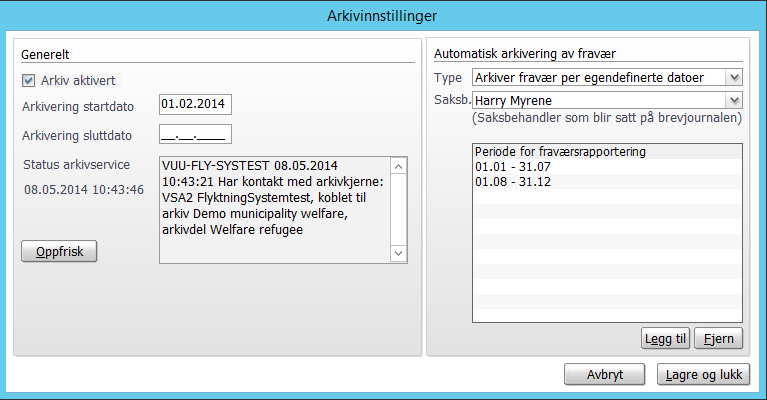 Arkivinnstillinger
Generelt
Arkiv aktivert
Arkivering startdato 01.02.2014
Arkivering sluttdato __.__.____
Status arkivservice
08.05.2014 10:43:46
VUU-FLY-SYSTEST 08.05.2014
10:43:21 Har kontakt med arkivkjerne:
VSA2 FlyktningSystemtest, koblet til
arkiv Demo municipality welfare,
arkivdel Welfare refugee
Oppfrisk
Automatisk arkivering av fravær
Type Arkiver fravær per egendefinerte datoer
Saksb. Harry Myrene
(Saksbehandler som blir satt på brevjournalen)
Periode for fraværsrapportering
01.01 - 31.07
01.08 - 31.12
Legg til Fjern
Avbryt Lagre og lukk